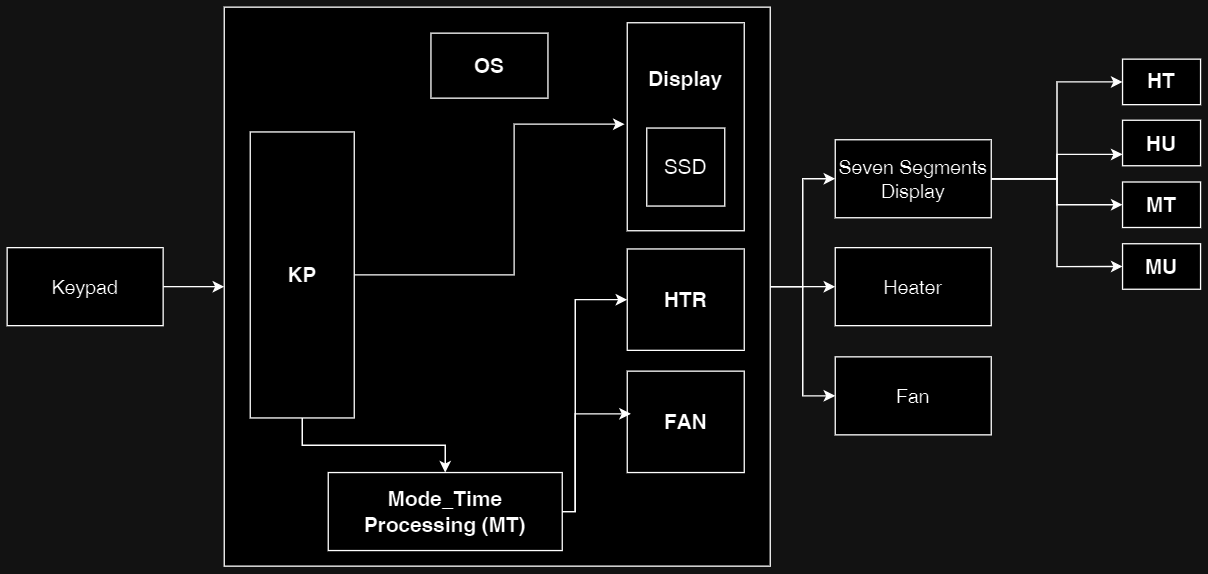 OS
Display
SSD
KP
Keypad
HTR
FAN
Mode_Time
Processing (MT)
Seven Segments
Display
Heater
Fan
HT
HU
MT
MU